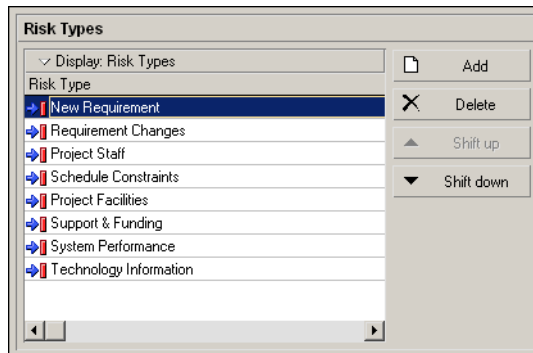 Risk Types
Display: Risk Types
Risk Type
New Requirement
Requirement Changes
Project Staff
Schedule Constraints
Project Facilities
Support & Funding
System Performance
Technology Information
Add
Delete
Shift up
Shift down